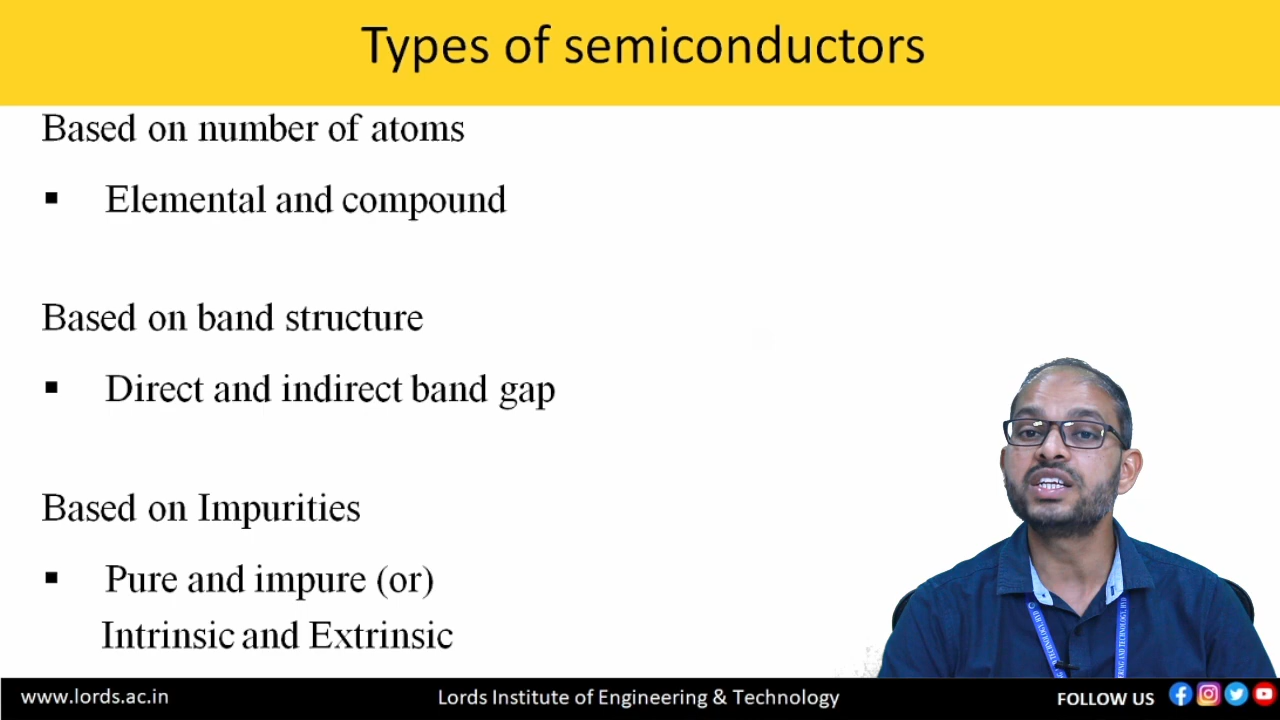 Types of semiconductors
Based on number of atoms
▪ Elemental and compound
Based on band structure
▪ Direct and indirect band gap
Based on Impurities
▪ Pure and impure (or)
Intrinsic and Extrinsic
www.lords.ac.in
Lords Institute of Engineering & Technology
FOLLOW US